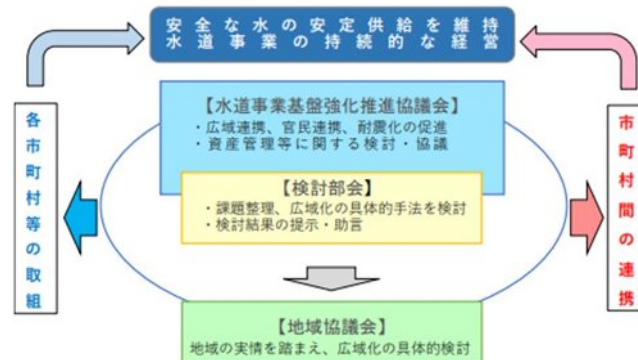 安全な水の安定供給を維持
水道事業の持続的な経営
各市町村等の取組
【水道事業基盤強化推進協議会】
・広域連携、官民連携、耐震化の促進
・資産管理等に関する検討・協議
【検討部会】
・課題整理、広域化の具体的手法を検討
・検討結果の提示・助言
市町村間の連携
【地域協議会】
地域の実情を踏まえ、広域化の具体的検討